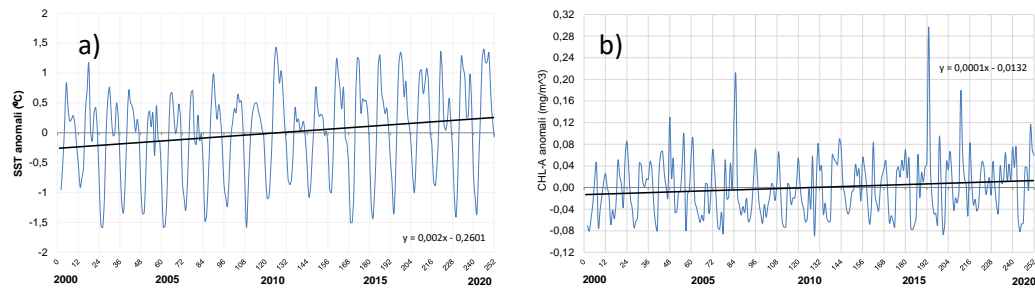 a)
SST anomali (ºC)
2
1,5
1
0,5
0
-0,5
-1
-1,5
-2
y = 0,002x - 0,2601
0 12 24 36 48 60 72 84 96 108 120 132 144 156 168 180 192 204 216 228 240 252
2000 2005 2010 2015 2020
b)
CHL-A anomali (mg/m^3)
0,32
0,28
0,24
0,20
0,16
0,12
0,08
0,04
0,00
-0,04
-0,08
-0,12
y = 0,0001x - 0,0132
0 12 24 36 48 60 72 84 96 108 120 132 144 156 168 180 192 204 216 228 240 252
2000 2005 2010 2015 2020